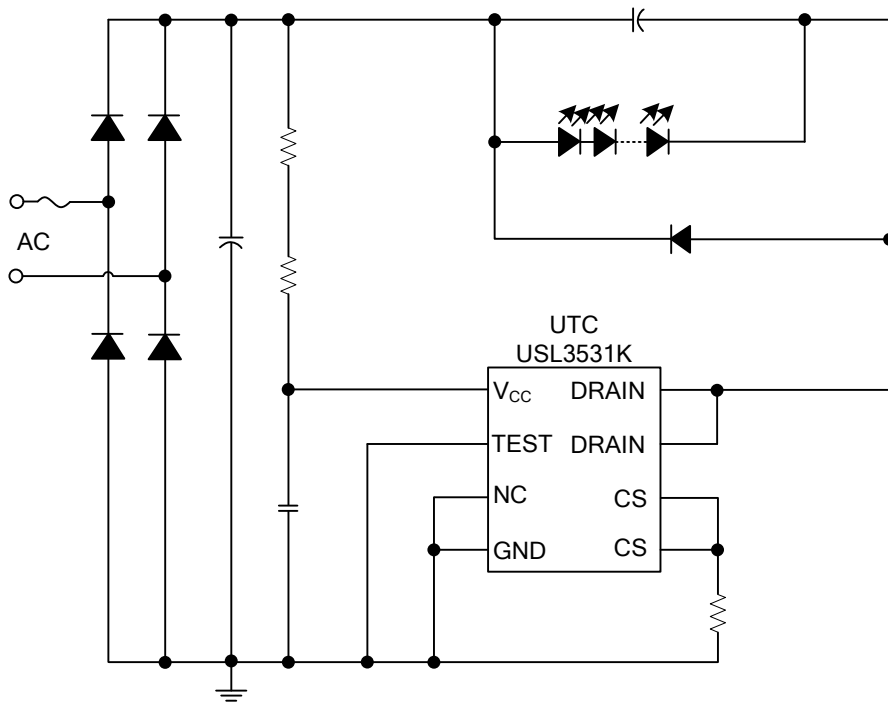 AC
UTC
USL3531K
VCC DRAIN
TEST DRAIN
NC CS
GND CS